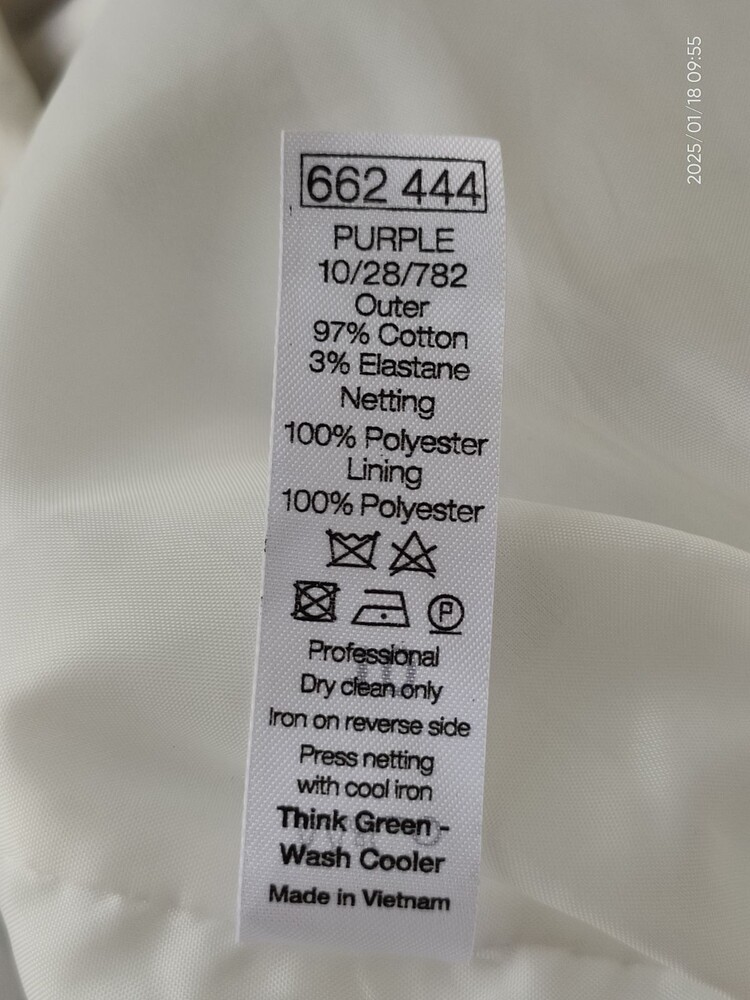 2025/01/18 09:55
662 444
PURPLE
10/28/782
Outer
97% Cotton
3% Elastane
Netting
100% Polyester
Lining
100% Polyester
P
Professional
Dry clean only
Iron on reverse side
Press netting
with cool iron
Think Green -
Wash Cooler
Made in Vietnam